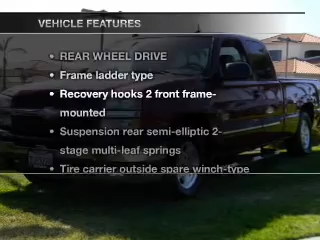 VEHICLE FEATURES
• REAR WHEEL DRIVE
• Frame ladder type
• Recovery hooks 2 front frame-
mounted
• Suspension rear semi-elliptic 2-
stage multi-leaf springs
• Tire carrier outside spare winch-type